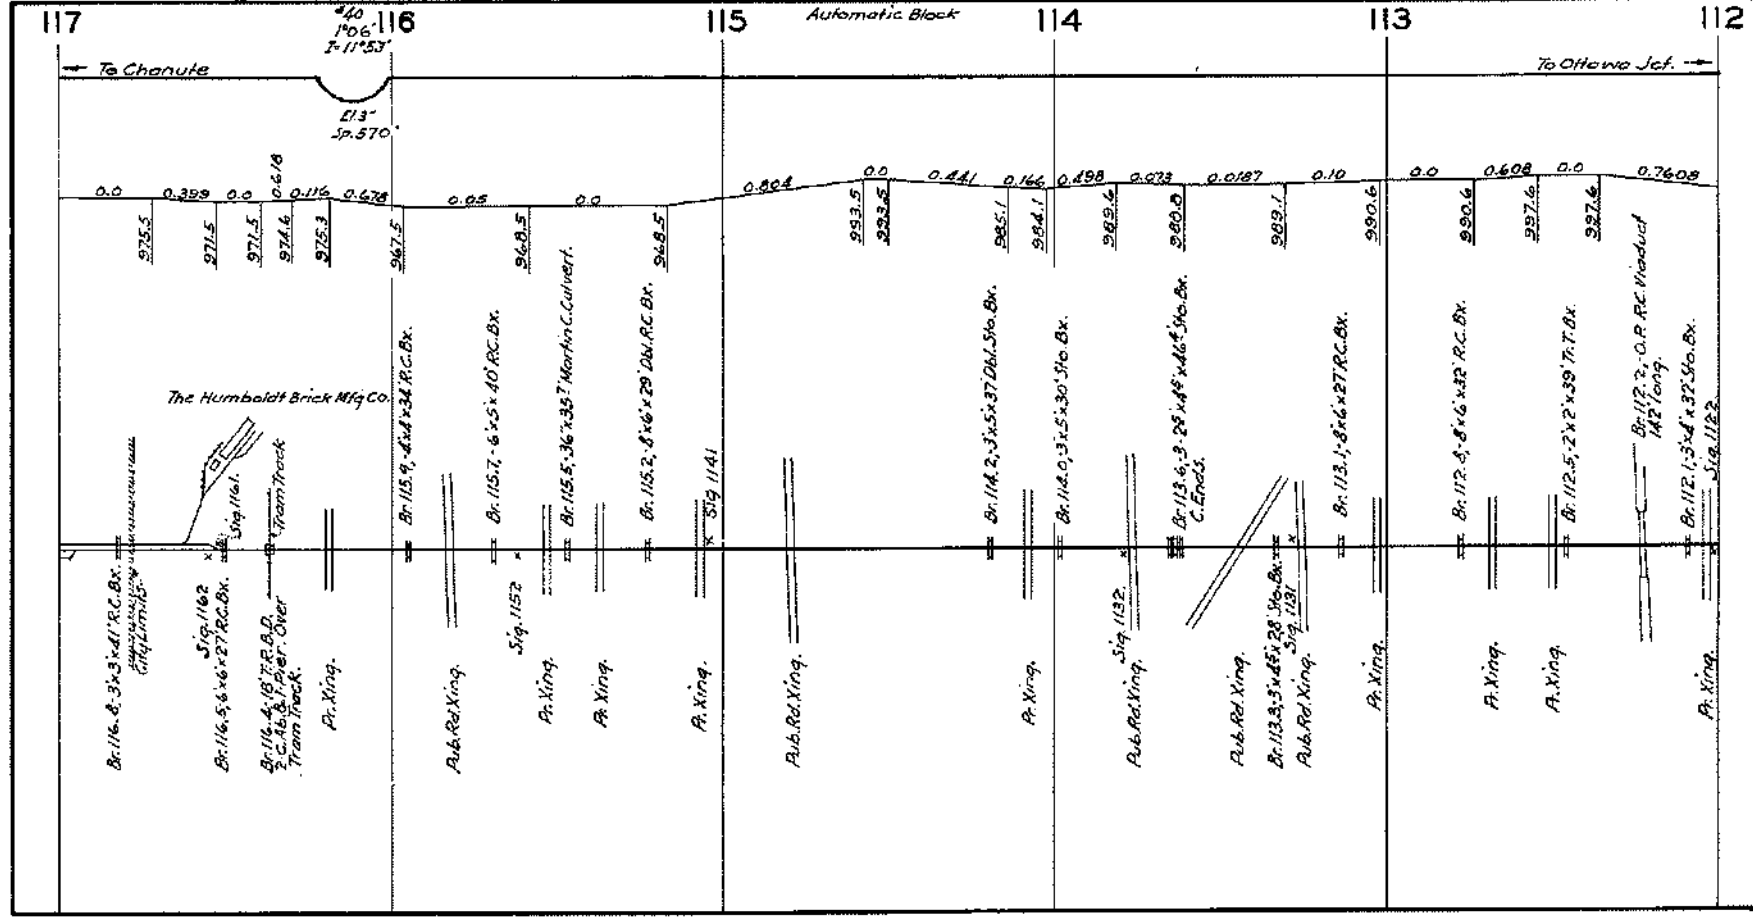 117
#40
1°06'
I-11°53'
116
115
Automatic Block
114
113
112
← To Chanute
To Ottawa Jct. →
El. 3"
Sp. 570'
0.0
0.399
0.0
0.618
0.116
0.678
0.05
0.0
0.804
0.0
0.441
0.166
0.498
0.073
0.0187
0.10
0.0
0.608
0.0
0.7608
975.5
971.5
971.5
974.6
975.3
967.5
968.5
968.5
993.5
993.5
985.1
984.1
989.6
988.8
989.1
990.6
990.6
997.6
997.6
The Humboldt Brick Mfg Co.
Sig. 1161.
Tram Track
Br. 115.9,-4'x4'x34' R.C. Bx.
Br. 115.7,-6'x5'x40' R.C. Bx.
Br. 115.5,-36"x35' Martin C. Culvert.
Br. 115.2,-8'x6'x29' Dbl. R.C. Bx.
Sig 1141
Br. 114.2,-3'x5'x37' Dbl. Sto. Bx.
Br. 114.0, 3'x5'x30' Sto. Bx.
Br. 113.6,-3-
Sto. Bx.
C. Ends.
Br. 113.1,-8'x6'x27' R.C. Bx.
Br. 112.8,-8'x6'x32' R.C. Bx.
Br. 112.5,-2'x2'x39' Tr. T. Bx.
Br. 112.2,-O.P. R.C. Viaduct
142' long.
Br. 112.1,-3'x4'x32' Sto. Bx.
Sig. 1122
Br. 116.8,-3'x3'x41' R.C. Bx.
City Limits
Sig. 1162
Br. 116.5,-6'x6'x27' R.C. Bx.
Br. 116.4,-18' T.R.B.D.
2-C. Ab. & 1-Pier. Over
Tram Track.
Pr. Xing.
Pub. Rd. Xing.
Sig. 1152
Pr. Xing.
Pr. Xing.
Pr. Xing.
Pub. Rd. Xing.
Pr. Xing.
Sig. 1132.
Pub. Rd. Xing.
Pub. Rd. Xing.
Br. 113.3,
Sto. Bx.
Sig. 1131
Pub. Rd. Xing.
Pr. Xing.
Pr. Xing.
Pr. Xing.
Pr. Xing.